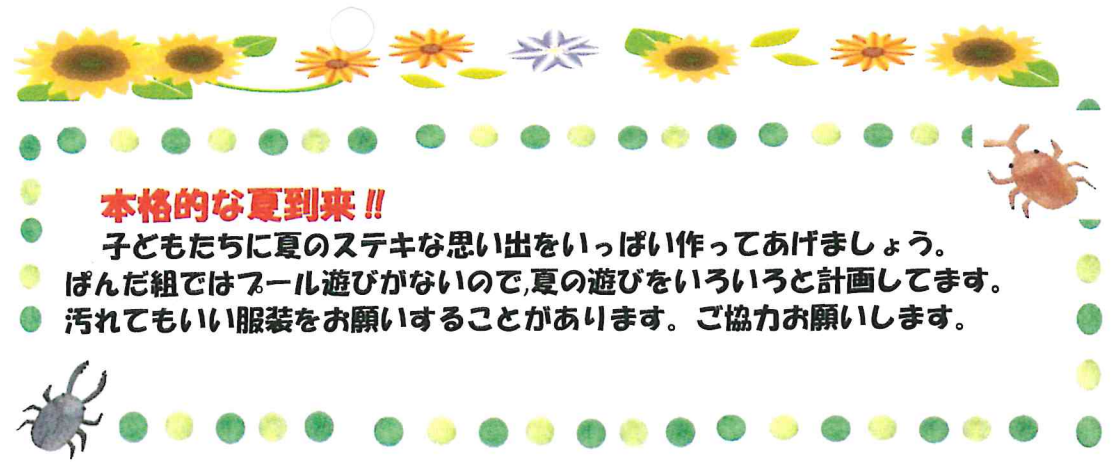 本格的な夏到来!!
子どもたちに夏のステキな思い出をいっぱい作ってあげましょう。
ぱんだ組ではプール遊びがないので,夏の遊びをいろいろと計画してます。
汚れてもいい服装をお願いすることがあります。ご協力お願いします。